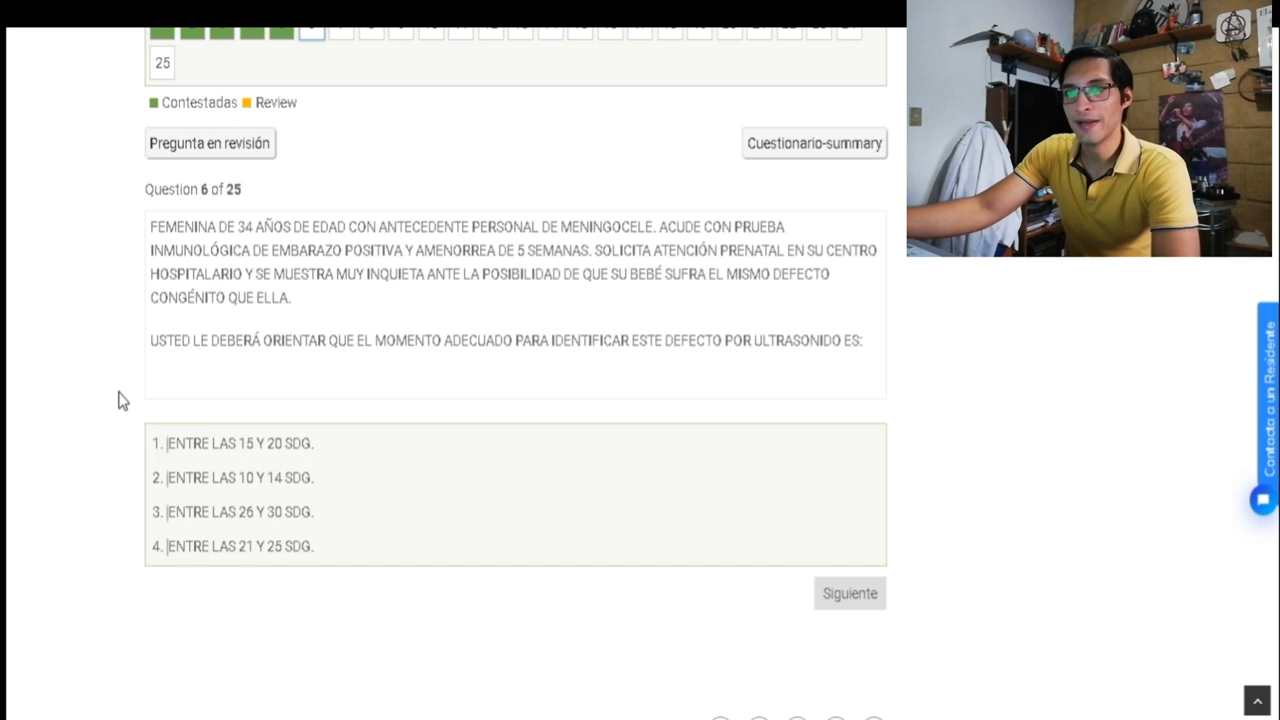 25
Contestadas Review
Pregunta en revisión
Cuestionario-summary
Question 6 of 25
FEMENINA DE 34 AÑOS DE EDAD CON ANTECEDENTE PERSONAL DE MENINGOCELE. ACUDE CON PRUEBA
INMUNOLÓGICA DE EMBARAZO POSITIVA Y AMENORREA DE 5 SEMANAS. SOLICITA ATENCIÓN PRENATAL EN SU CENTRO
HOSPITALARIO Y SE MUESTRA MUY INQUIETA ANTE LA POSIBILIDAD DE QUE SU BEBÉ SUFRA EL MISMO DEFECTO
CONGÉNITO QUE ELLA.
USTED LE DEBERÁ ORIENTAR QUE EL MOMENTO ADECUADO PARA IDENTIFICAR ESTE DEFECTO POR ULTRASONIDO ES:
1. ENTRE LAS 15 Y 20 SDG.
2. ENTRE LAS 10 Y 14 SDG.
3. ENTRE LAS 26 Y 30 SDG.
4. ENTRE LAS 21 Y 25 SDG.
Siguiente
Contacta a un Residente